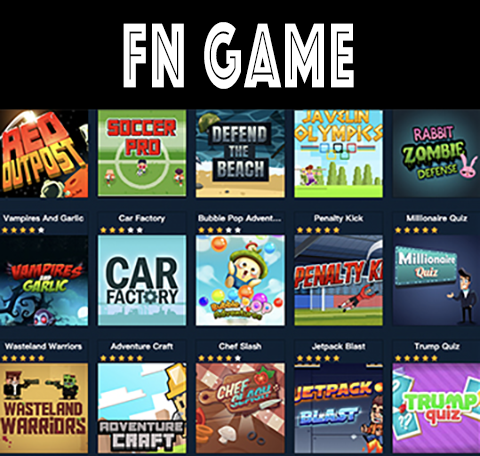 FN GAME
RED OUTPOST
SOCCER PRO
DEFEND THE BEACH
JAVELIN OLYMPICS
RABBIT ZOMBIE DEFENSE
Vampires And Garlic
Car Factory
Bubble Pop Advent...
Penalty Kick
Millionaire Quiz
VAMPIRES AND GARLIC
CAR FACTORY
Bubble Pop Adventures
PENALTY KI
Millionaire Quiz
Wasteland Warriors
Adventure Craft
Chef Slash
Jetpack Blast
Trump Quiz
WASTELAND WARRIORS
ADVENTURE CRAFT
CHEF SLASH
JETPACK BLAST
TRUMP quiz